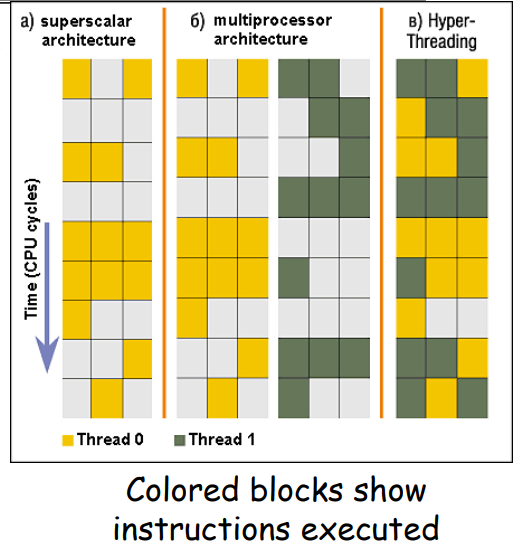 а) superscalar
architecture
б) multiprocessor
architecture
в) Hyper-
Threading
Time (CPU cycles)
Thread 0
Thread 1
Colored blocks show
instructions executed